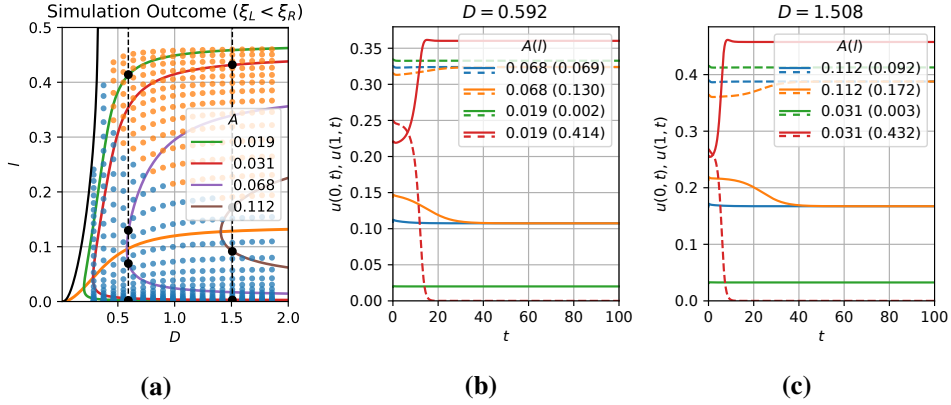 Simulation Outcome (ξL < ξR)
0.5
0.4
0.3
0.2
0.1
0.0
l
A
0.019
0.031
0.068
0.112
0.5
1.0
1.5
2.0
D
(a)
D = 0.592
0.35
0.30
0.25
0.20
0.15
0.10
0.05
0.00
u(0, t), u(1, t)
A(l)
0.068 (0.069)
0.068 (0.130)
0.019 (0.002)
0.019 (0.414)
0 20 40 60 80 100
t
(b)
D = 1.508
0.4
0.3
0.2
0.1
0.0
u(0, t), u(1, t)
A(l)
0.112 (0.092)
0.112 (0.172)
0.031 (0.003)
0.031 (0.432)
0 20 40 60 80 100
t
(c)